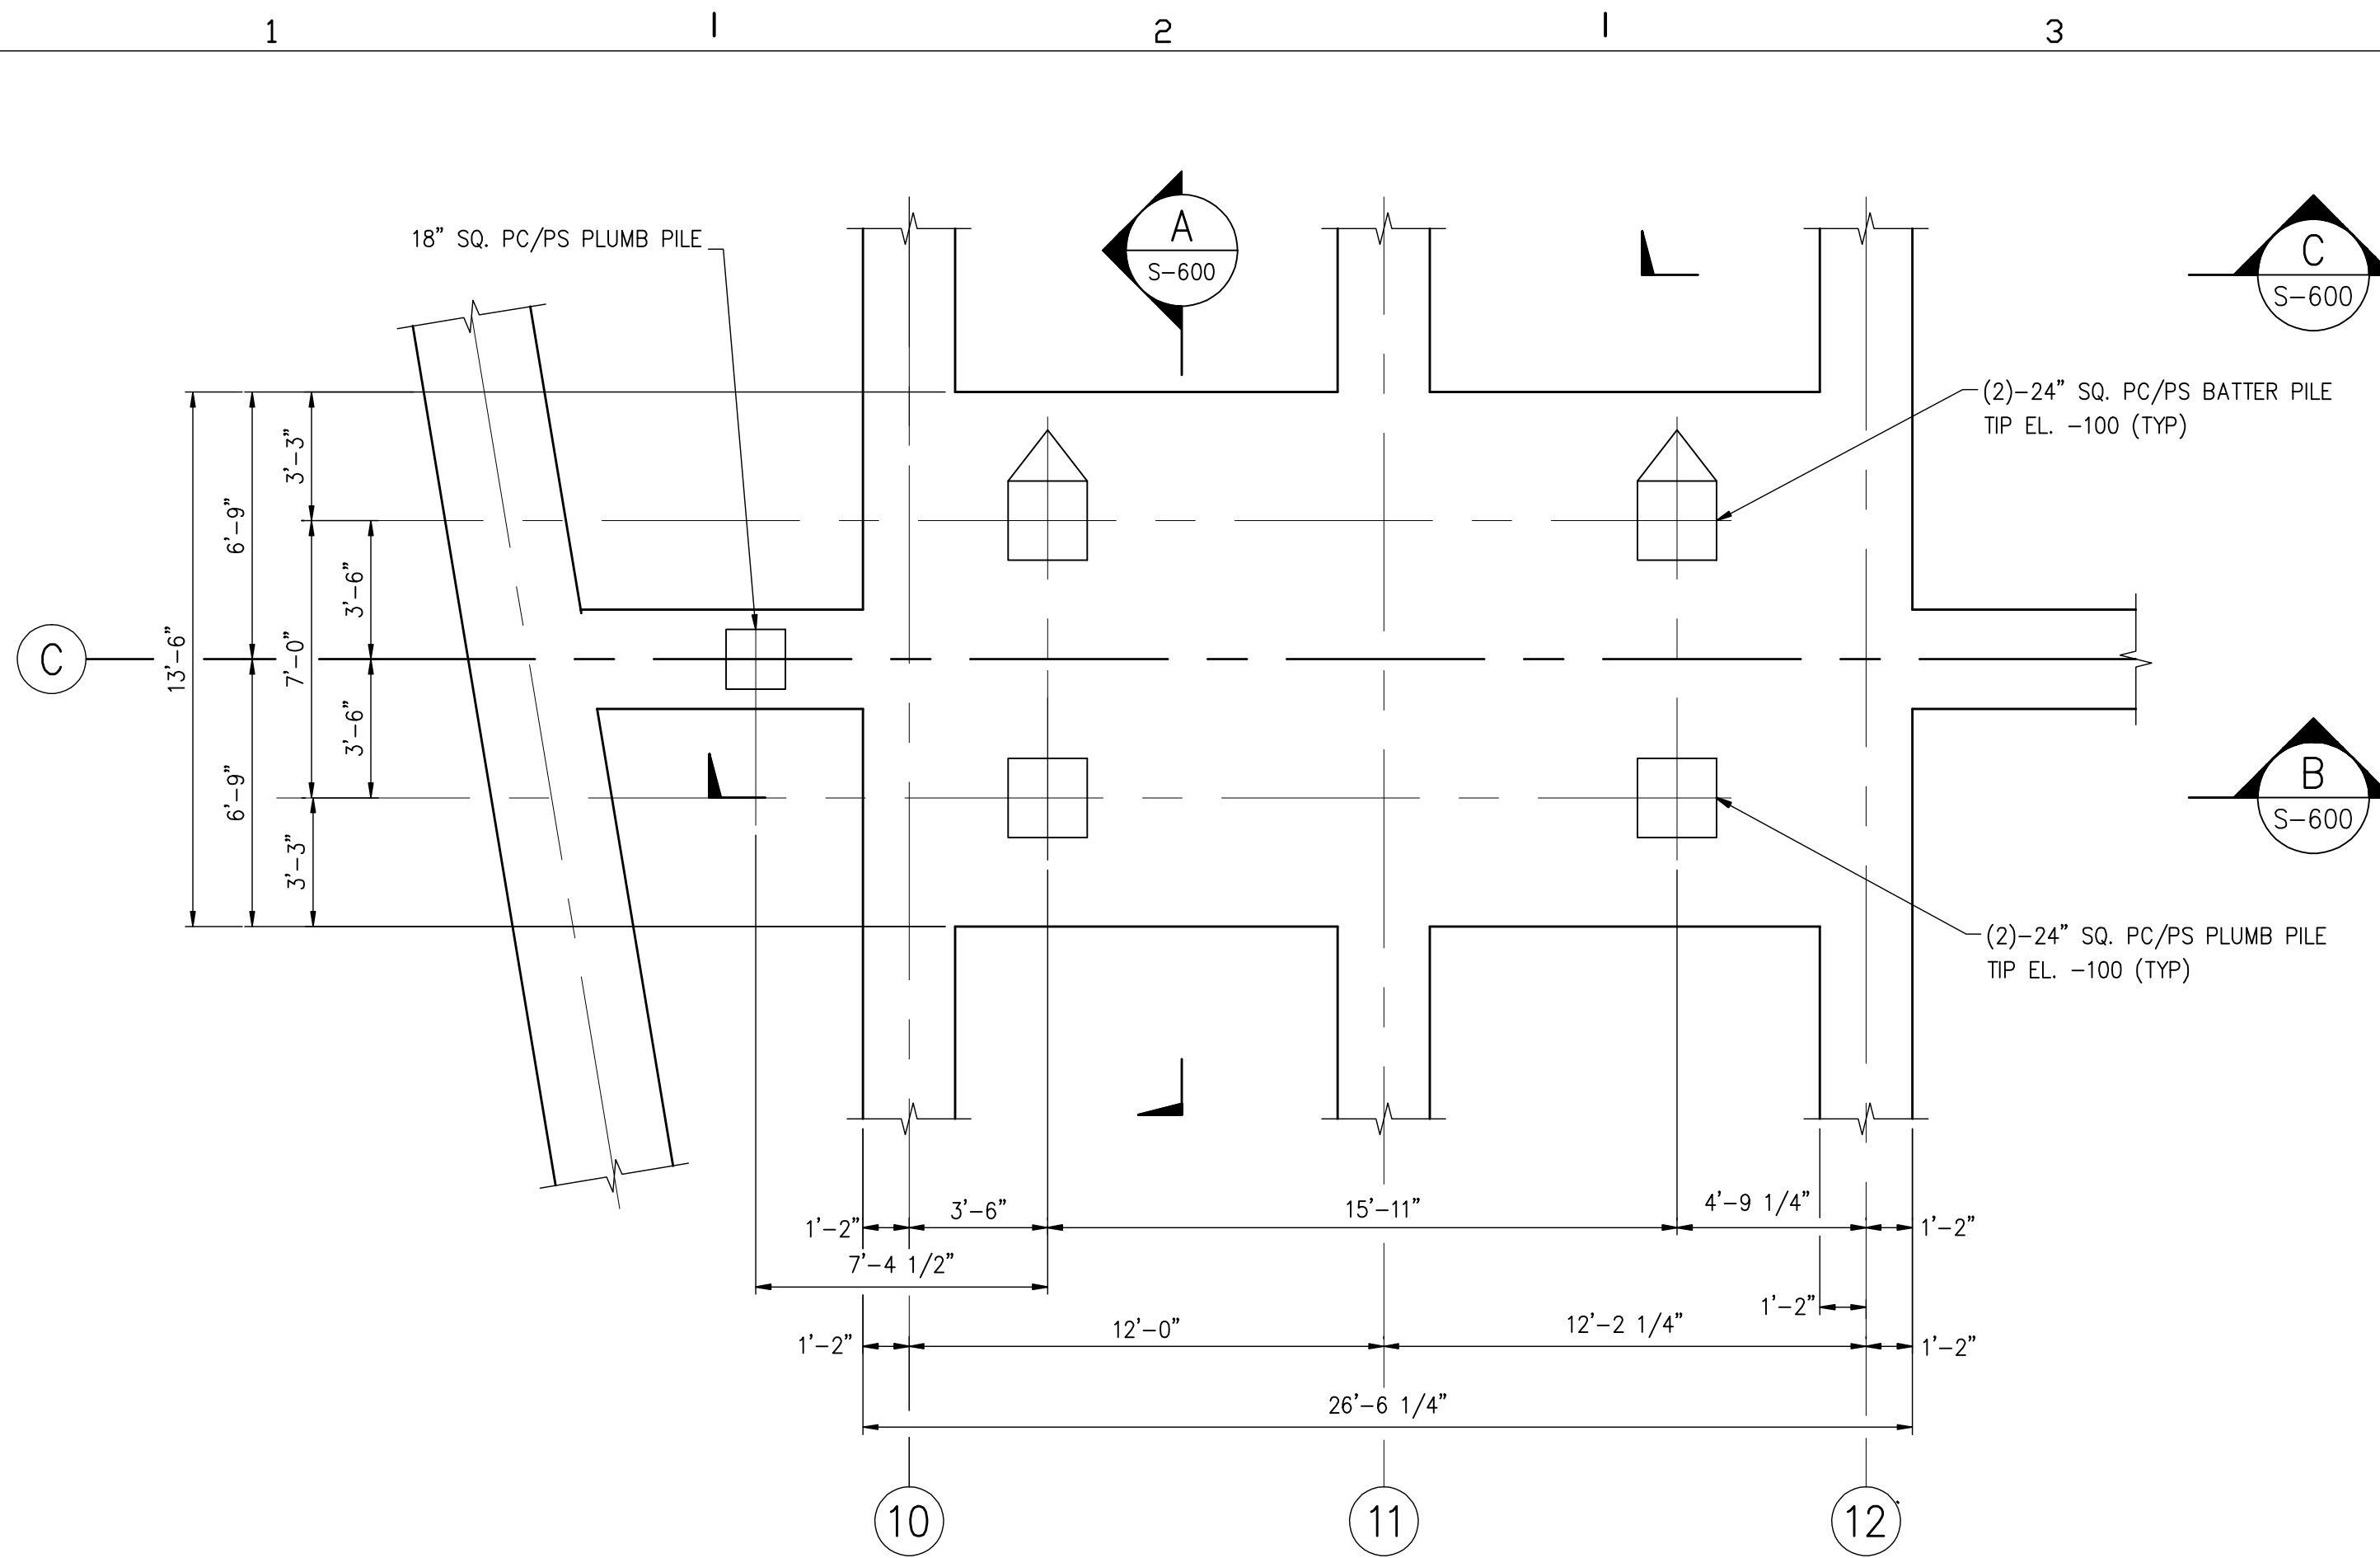 1 2 3
A
S-600
C
S-600
18" SQ. PC/PS PLUMB PILE
(2)-24" SQ. PC/PS BATTER PILE
TIP EL. -100 (TYP)
3'-3"
6'-9"
3'-6"
13'-6"
7'-0"
C
3'-6"
6'-9"
3'-3"
B
S-600
(2)-24" SQ. PC/PS PLUMB PILE
TIP EL. -100 (TYP)
1'-2" 3'-6" 15'-11" 4'-9 1/4" 1'-2"
7'-4 1/2"
1'-2"
1'-2" 12'-0" 12'-2 1/4" 1'-2"
26'-6 1/4"
10 11 12